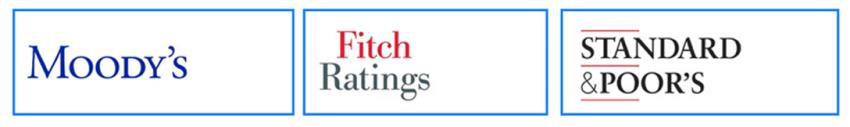 MOODY'S
Fitch
Ratings
STANDARD
&POOR'S